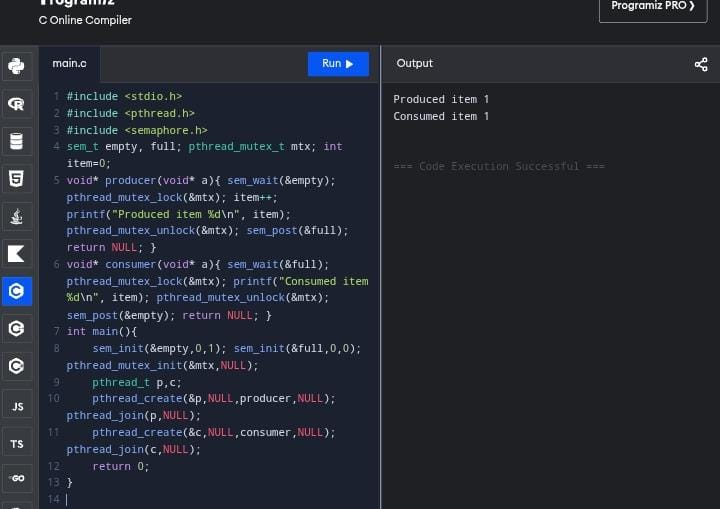 Programiz
C Online Compiler
Programiz PRO ❯
main.c
Run ▶
Output
1 #include <stdio.h>
2 #include <pthread.h>
3 #include <semaphore.h>
4 sem_t empty, full; pthread_mutex_t mtx; int
item=0;
5 void* producer(void* a){ sem_wait(&empty);
pthread_mutex_lock(&mtx); item++;
printf("Produced item %d\n", item);
pthread_mutex_unlock(&mtx); sem_post(&full);
return NULL; }
6 void* consumer(void* a){ sem_wait(&full);
pthread_mutex_lock(&mtx); printf("Consumed item
%d\n", item); pthread_mutex_unlock(&mtx);
sem_post(&empty); return NULL; }
7 int main(){
8 sem_init(&empty,0,1); sem_init(&full,0,0);
pthread_mutex_init(&mtx,NULL);
9 pthread_t p,c;
10 pthread_create(&p,NULL,producer,NULL);
pthread_join(p,NULL);
11 pthread_create(&c,NULL,consumer,NULL);
pthread_join(c,NULL);
12 return 0;
13 }
14
Produced item 1
Consumed item 1
=== Code Execution Successful ===
JS
TS
GO